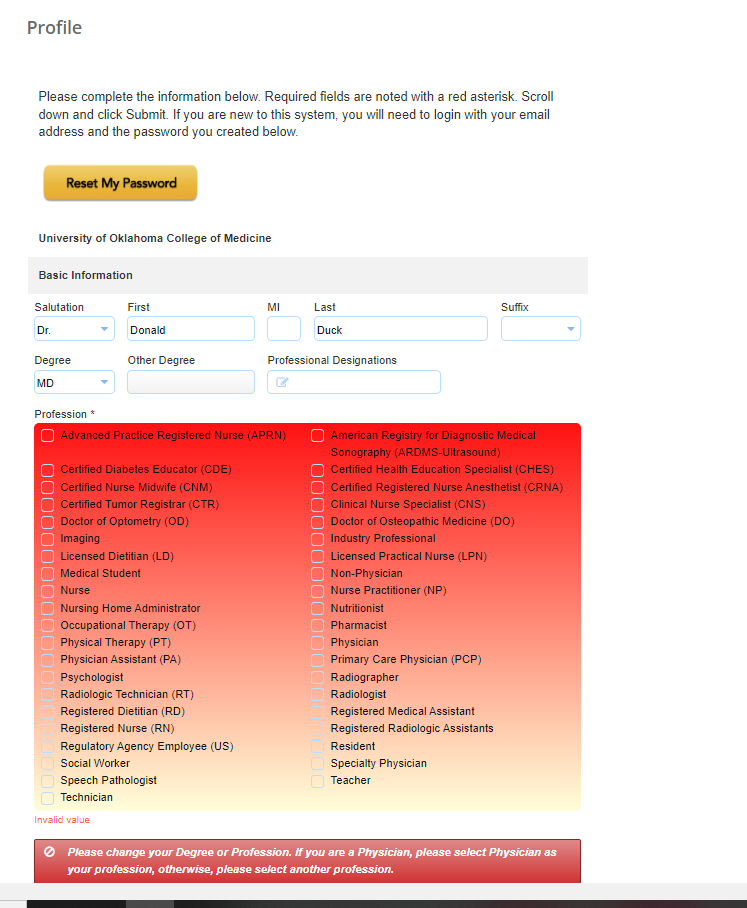 Profile
Please complete the information below. Required fields are noted with a red asterisk. Scroll
down and click Submit. If you are new to this system, you will need to login with your email
address and the password you created below.
Reset My Password
University of Oklahoma College of Medicine
Basic Information
Salutation First MI Last Suffix
Dr. Donald Duck
Degree Other Degree Professional Designations
MD
Profession *
Advanced Practice Registered Nurse (APRN) American Registry for Diagnostic Medical
Sonography (ARDMS-Ultrasound)
Certified Diabetes Educator (CDE) Certified Health Education Specialist (CHES)
Certified Nurse Midwife (CNM) Certified Registered Nurse Anesthetist (CRNA)
Certified Tumor Registrar (CTR) Clinical Nurse Specialist (CNS)
Doctor of Optometry (OD) Doctor of Osteopathic Medicine (DO)
Imaging Industry Professional
Licensed Dietitian (LD) Licensed Practical Nurse (LPN)
Medical Student Non-Physician
Nurse Nurse Practitioner (NP)
Nursing Home Administrator Nutritionist
Occupational Therapy (OT) Pharmacist
Physical Therapy (PT) Physician
Physician Assistant (PA) Primary Care Physician (PCP)
Psychologist Radiographer
Radiologic Technician (RT) Radiologist
Registered Dietitian (RD) Registered Medical Assistant
Registered Nurse (RN) Registered Radiologic Assistants
Regulatory Agency Employee (US) Resident
Social Worker Specialty Physician
Speech Pathologist Teacher
Technician
Invalid value
Please change your Degree or Profession. If you are a Physician, please select Physician as
your profession, otherwise, please select another profession.